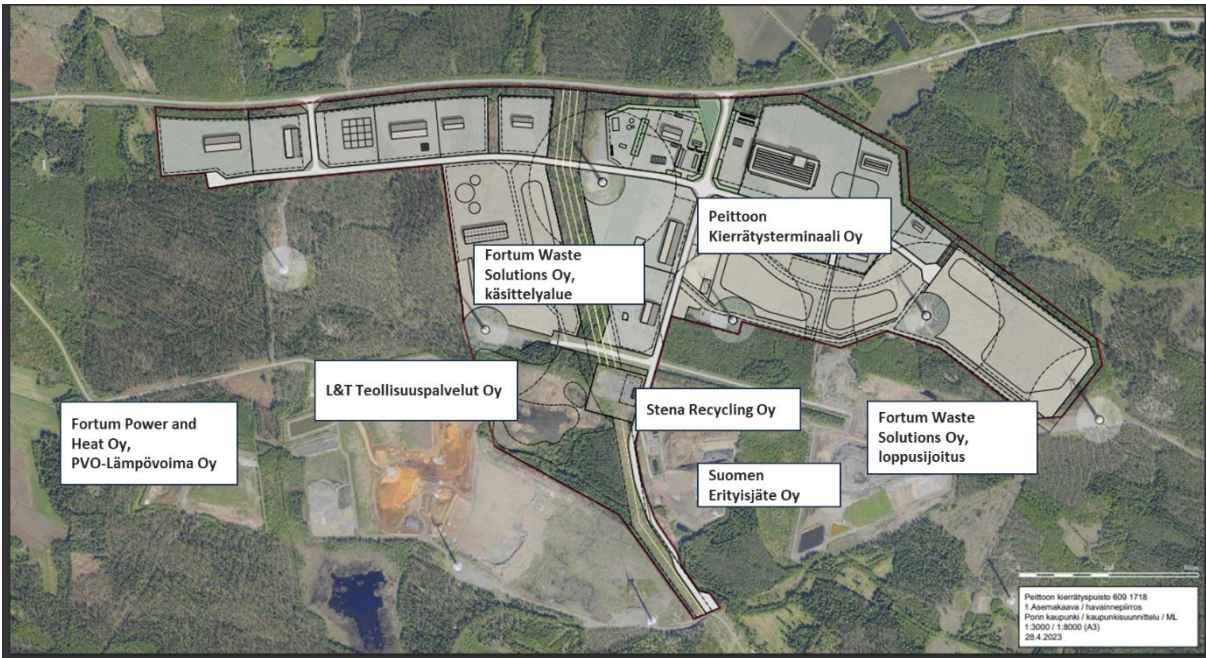 Peittoon
Kierrätysterminaali Oy
Fortum Waste
Solutions Oy,
käsittelyalue
L&T Teollisuuspalvelut Oy
Stena Recycling Oy
Fortum Power and
Heat Oy,
PVO-Lämpövoima Oy
Fortum Waste
Solutions Oy,
loppusijoitus
Suomen
Erityisjäte Oy
Peittoon kierrätyspuisto 609 1718
1.Asemakaava / havainnepiirros
Porin kaupunki / kaupunkisuunnittelu / ML
1:3000 / 1:8000 (A3)
28.4.2023